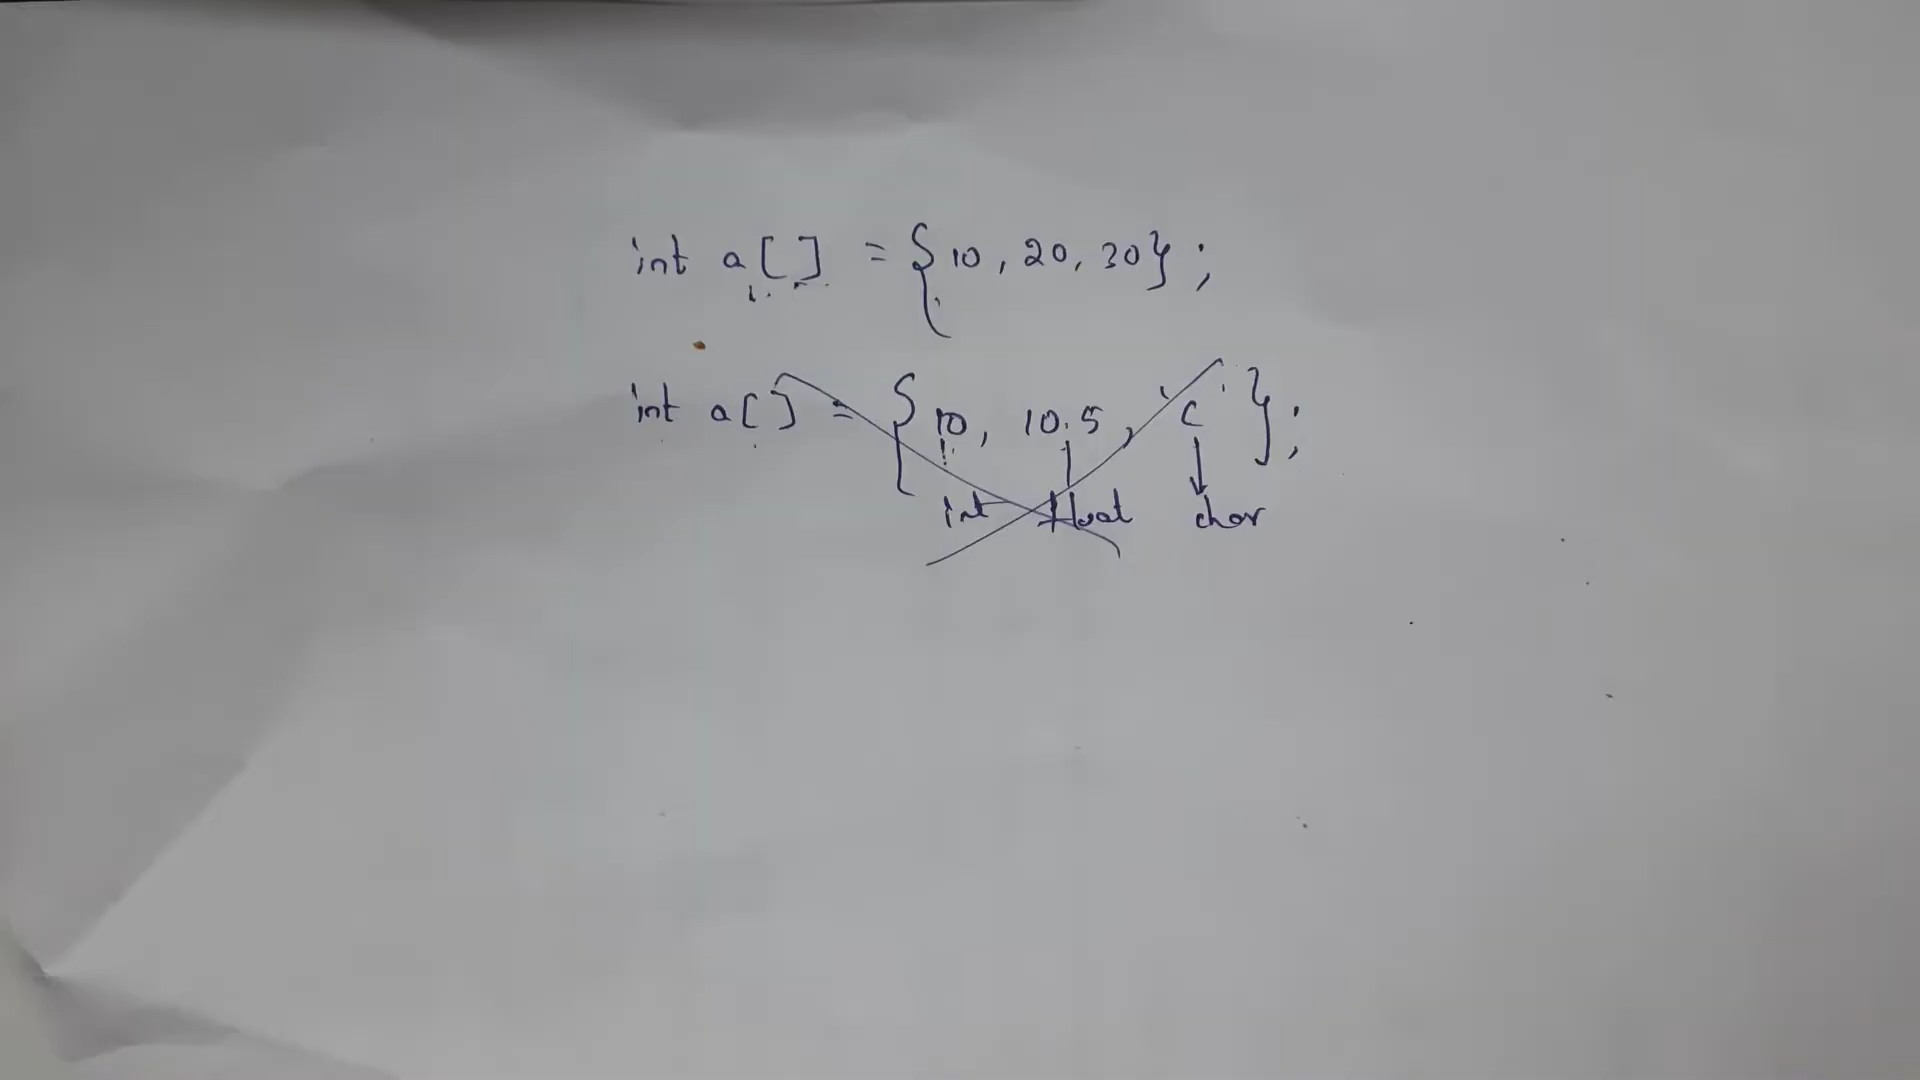 int a[] = {10, 20, 30};
int a[] = {10, 10.5, 'c'};
int float char